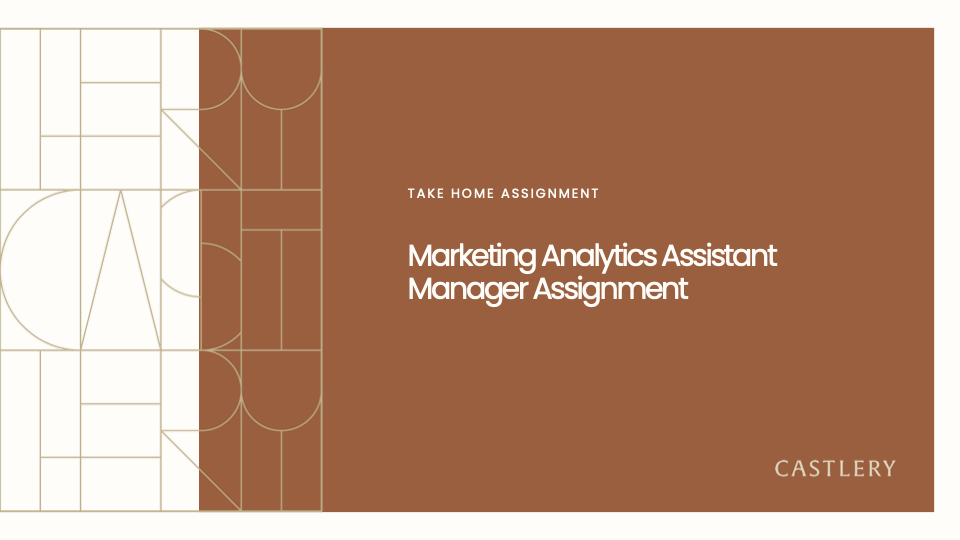 TAKE HOME ASSIGNMENT
Marketing Analytics Assistant
Manager Assignment
CASTLERY